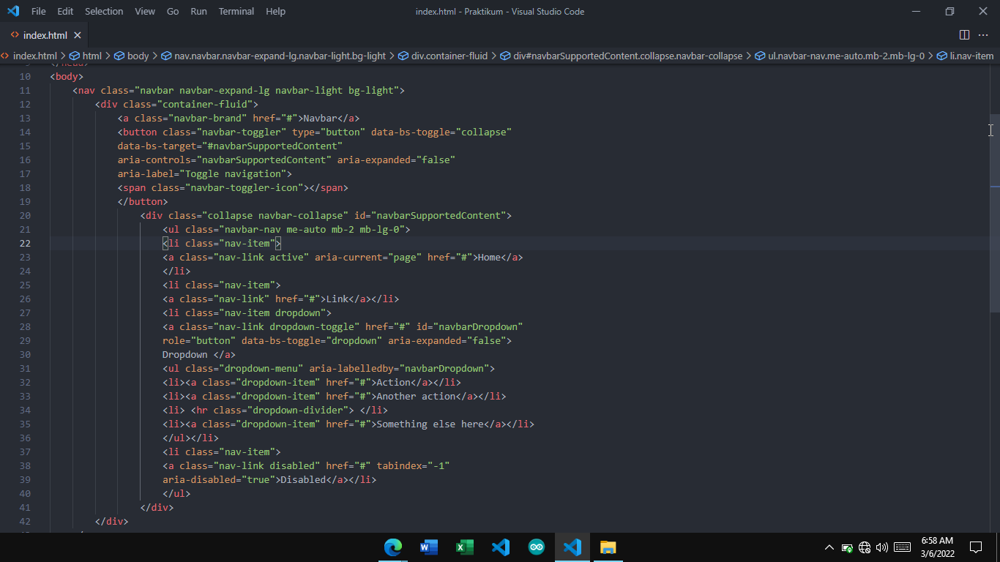 File Edit Selection View Go Run Terminal Help index.html - Praktikum - Visual Studio Code
index.html
index.html > html > body > nav.navbar.navbar-expand-lg.navbar-light.bg-light > div.container-fluid > div#navbarSupportedContent.collapse.navbar-collapse > ul.navbar-nav.me-auto.mb-2.mb-lg-0 > li.nav-item
9 </head>
10 <body>
11 <nav class="navbar navbar-expand-lg navbar-light bg-light">
12 <div class="container-fluid">
13 <a class="navbar-brand" href="#">Navbar</a>
14 <button class="navbar-toggler" type="button" data-bs-toggle="collapse"
15 data-bs-target="#navbarSupportedContent"
16 aria-controls="navbarSupportedContent" aria-expanded="false"
17 aria-label="Toggle navigation">
18 <span class="navbar-toggler-icon"></span>
19 </button>
20 <div class="collapse navbar-collapse" id="navbarSupportedContent">
21 <ul class="navbar-nav me-auto mb-2 mb-lg-0">
22 <li class="nav-item">
23 <a class="nav-link active" aria-current="page" href="#">Home</a>
24 </li>
25 <li class="nav-item">
26 <a class="nav-link" href="#">Link</a></li>
27 <li class="nav-item dropdown">
28 <a class="nav-link dropdown-toggle" href="#" id="navbarDropdown"
29 role="button" data-bs-toggle="dropdown" aria-expanded="false">
30 Dropdown </a>
31 <ul class="dropdown-menu" aria-labelledby="navbarDropdown">
32 <li><a class="dropdown-item" href="#">Action</a></li>
33 <li><a class="dropdown-item" href="#">Another action</a></li>
34 <li> <hr class="dropdown-divider"> </li>
35 <li><a class="dropdown-item" href="#">Something else here</a></li>
36 </ul></li>
37 <li class="nav-item">
38 <a class="nav-link disabled" href="#" tabindex="-1"
39 aria-disabled="true">Disabled</a></li>
40 </ul>
41 </div>
42 </div>
6:58 AM
3/6/2022